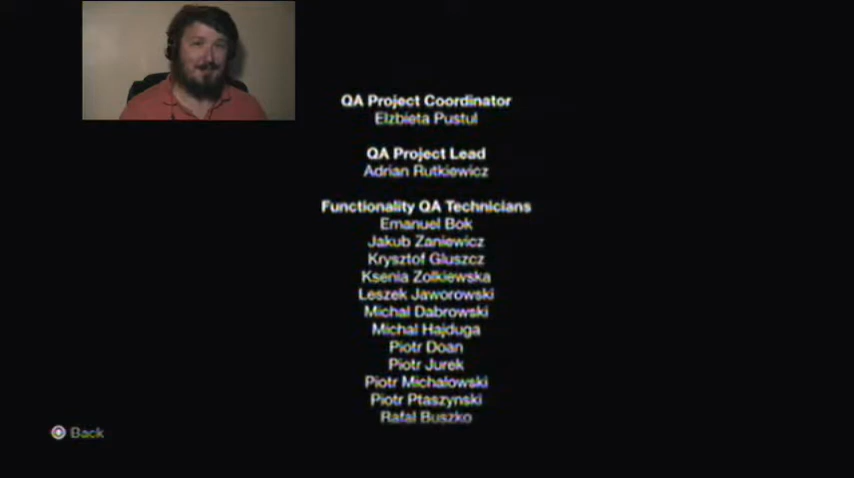 QA Project Coordinator
Elzbieta Pustul
QA Project Lead
Adrian Rutkiewicz
Functionality QA Technicians
Emanuel Bok
Jakub Zaniewicz
Krysztof Gluszcz
Ksenia Zolkiewska
Leszek Jaworowski
Michal Dabrowski
Michal Hajduga
Piotr Doan
Piotr Jurek
Piotr Michalowski
Piotr Ptaszynski
Rafal Buszko
Back